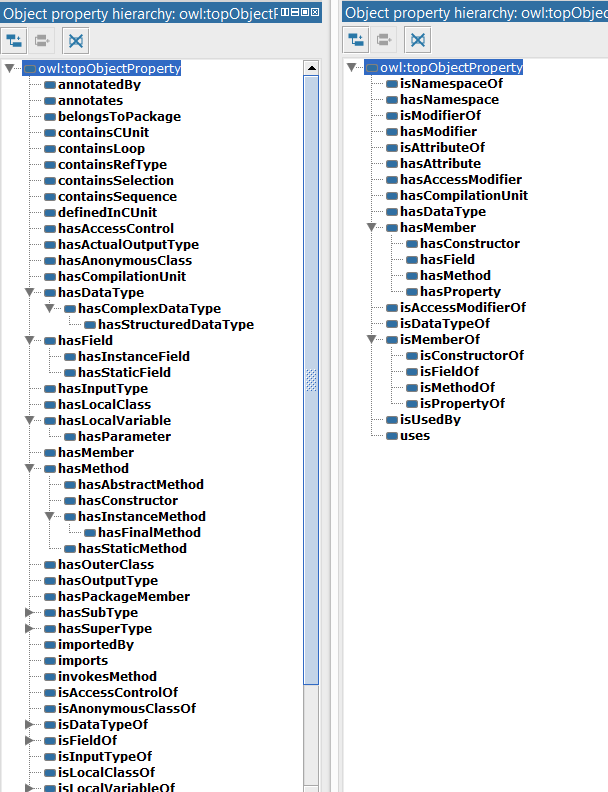 Object property hierarchy: owl:topObjectP
owl:topObjectProperty
annotatedBy
annotates
belongsToPackage
containsCUnit
containsLoop
containsRefType
containsSelection
containsSequence
definedInCUnit
hasAccessControl
hasActualOutputType
hasAnonymousClass
hasCompilationUnit
hasDataType
hasComplexDataType
hasStructuredDataType
hasField
hasInstanceField
hasStaticField
hasInputType
hasLocalClass
hasLocalVariable
hasParameter
hasMember
hasMethod
hasAbstractMethod
hasConstructor
hasInstanceMethod
hasFinalMethod
hasStaticMethod
hasOuterClass
hasOutputType
hasPackageMember
hasSubType
hasSuperType
importedBy
imports
invokesMethod
isAccessControlOf
isAnonymousClassOf
isDataTypeOf
isFieldOf
isInputTypeOf
isLocalClassOf
isLocalVariableOf
Object property hierarchy: owl:topObjectPr
owl:topObjectProperty
isNamespaceOf
hasNamespace
isModifierOf
hasModifier
isAttributeOf
hasAttribute
hasAccessModifier
hasCompilationUnit
hasDataType
hasMember
hasConstructor
hasField
hasMethod
hasProperty
isAccessModifierOf
isDataTypeOf
isMemberOf
isConstructorOf
isFieldOf
isMethodOf
isPropertyOf
isUsedBy
uses